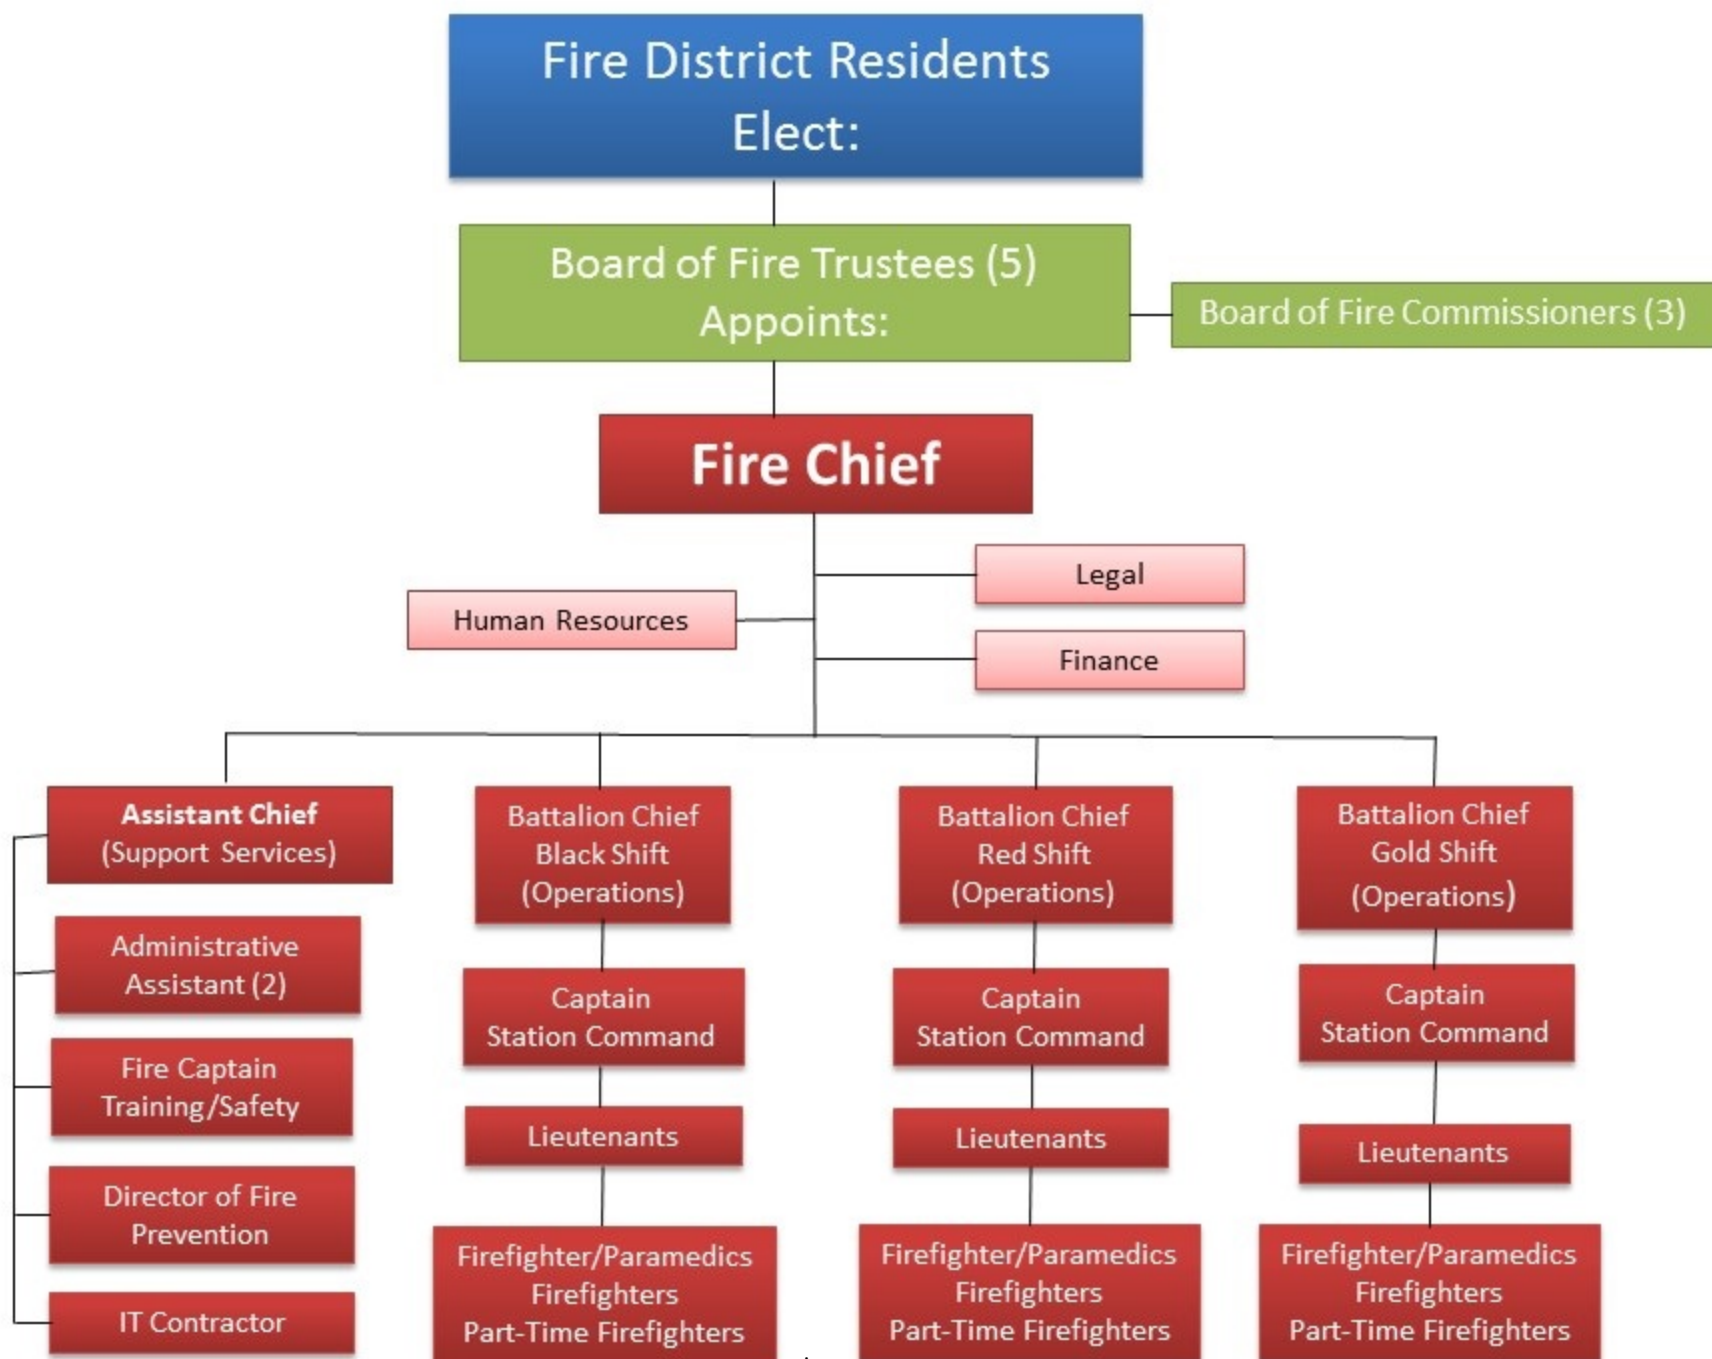 Fire District Residents
Elect:
Board of Fire Trustees (5)
Appoints:
Board of Fire Commissioners (3)
Fire Chief
Legal
Human Resources
Finance
Assistant Chief
(Support Services)
Administrative
Assistant (2)
Fire Captain
Training/Safety
Director of Fire
Prevention
IT Contractor
Battalion Chief
Black Shift
(Operations)
Captain
Station Command
Lieutenants
Firefighter/Paramedics
Firefighters
Part-Time Firefighters
Battalion Chief
Red Shift
(Operations)
Captain
Station Command
Lieutenants
Firefighter/Paramedics
Firefighters
Part-Time Firefighters
Battalion Chief
Gold Shift
(Operations)
Captain
Station Command
Lieutenants
Firefighter/Paramedics
Firefighters
Part-Time Firefighters